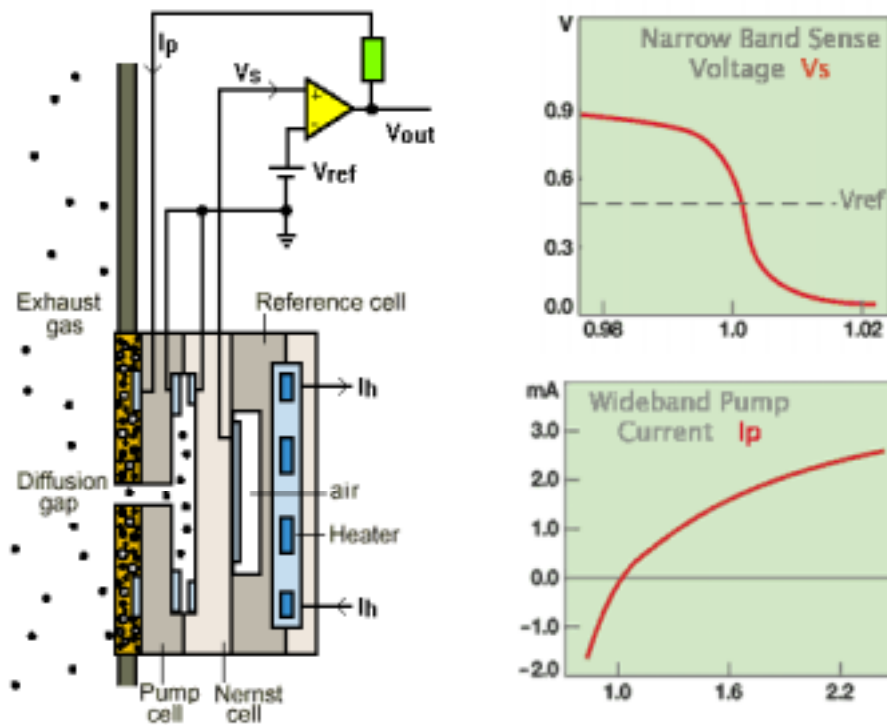 Ip
Vs
+
-
Vout
Vref
Exhaust
gas
Reference cell
Ih
Diffusion
gap
air
Heater
Ih
Pump
cell
Nernst
cell
V
Narrow Band Sense
Voltage Vs
0.9
0.6
Vref
0.3
0.0
0.98
1.0
1.02
mA
Wideband Pump
Current Ip
3.0
2.0
1.0
0.0
-1.0
-2.0
1.0
1.6
2.2